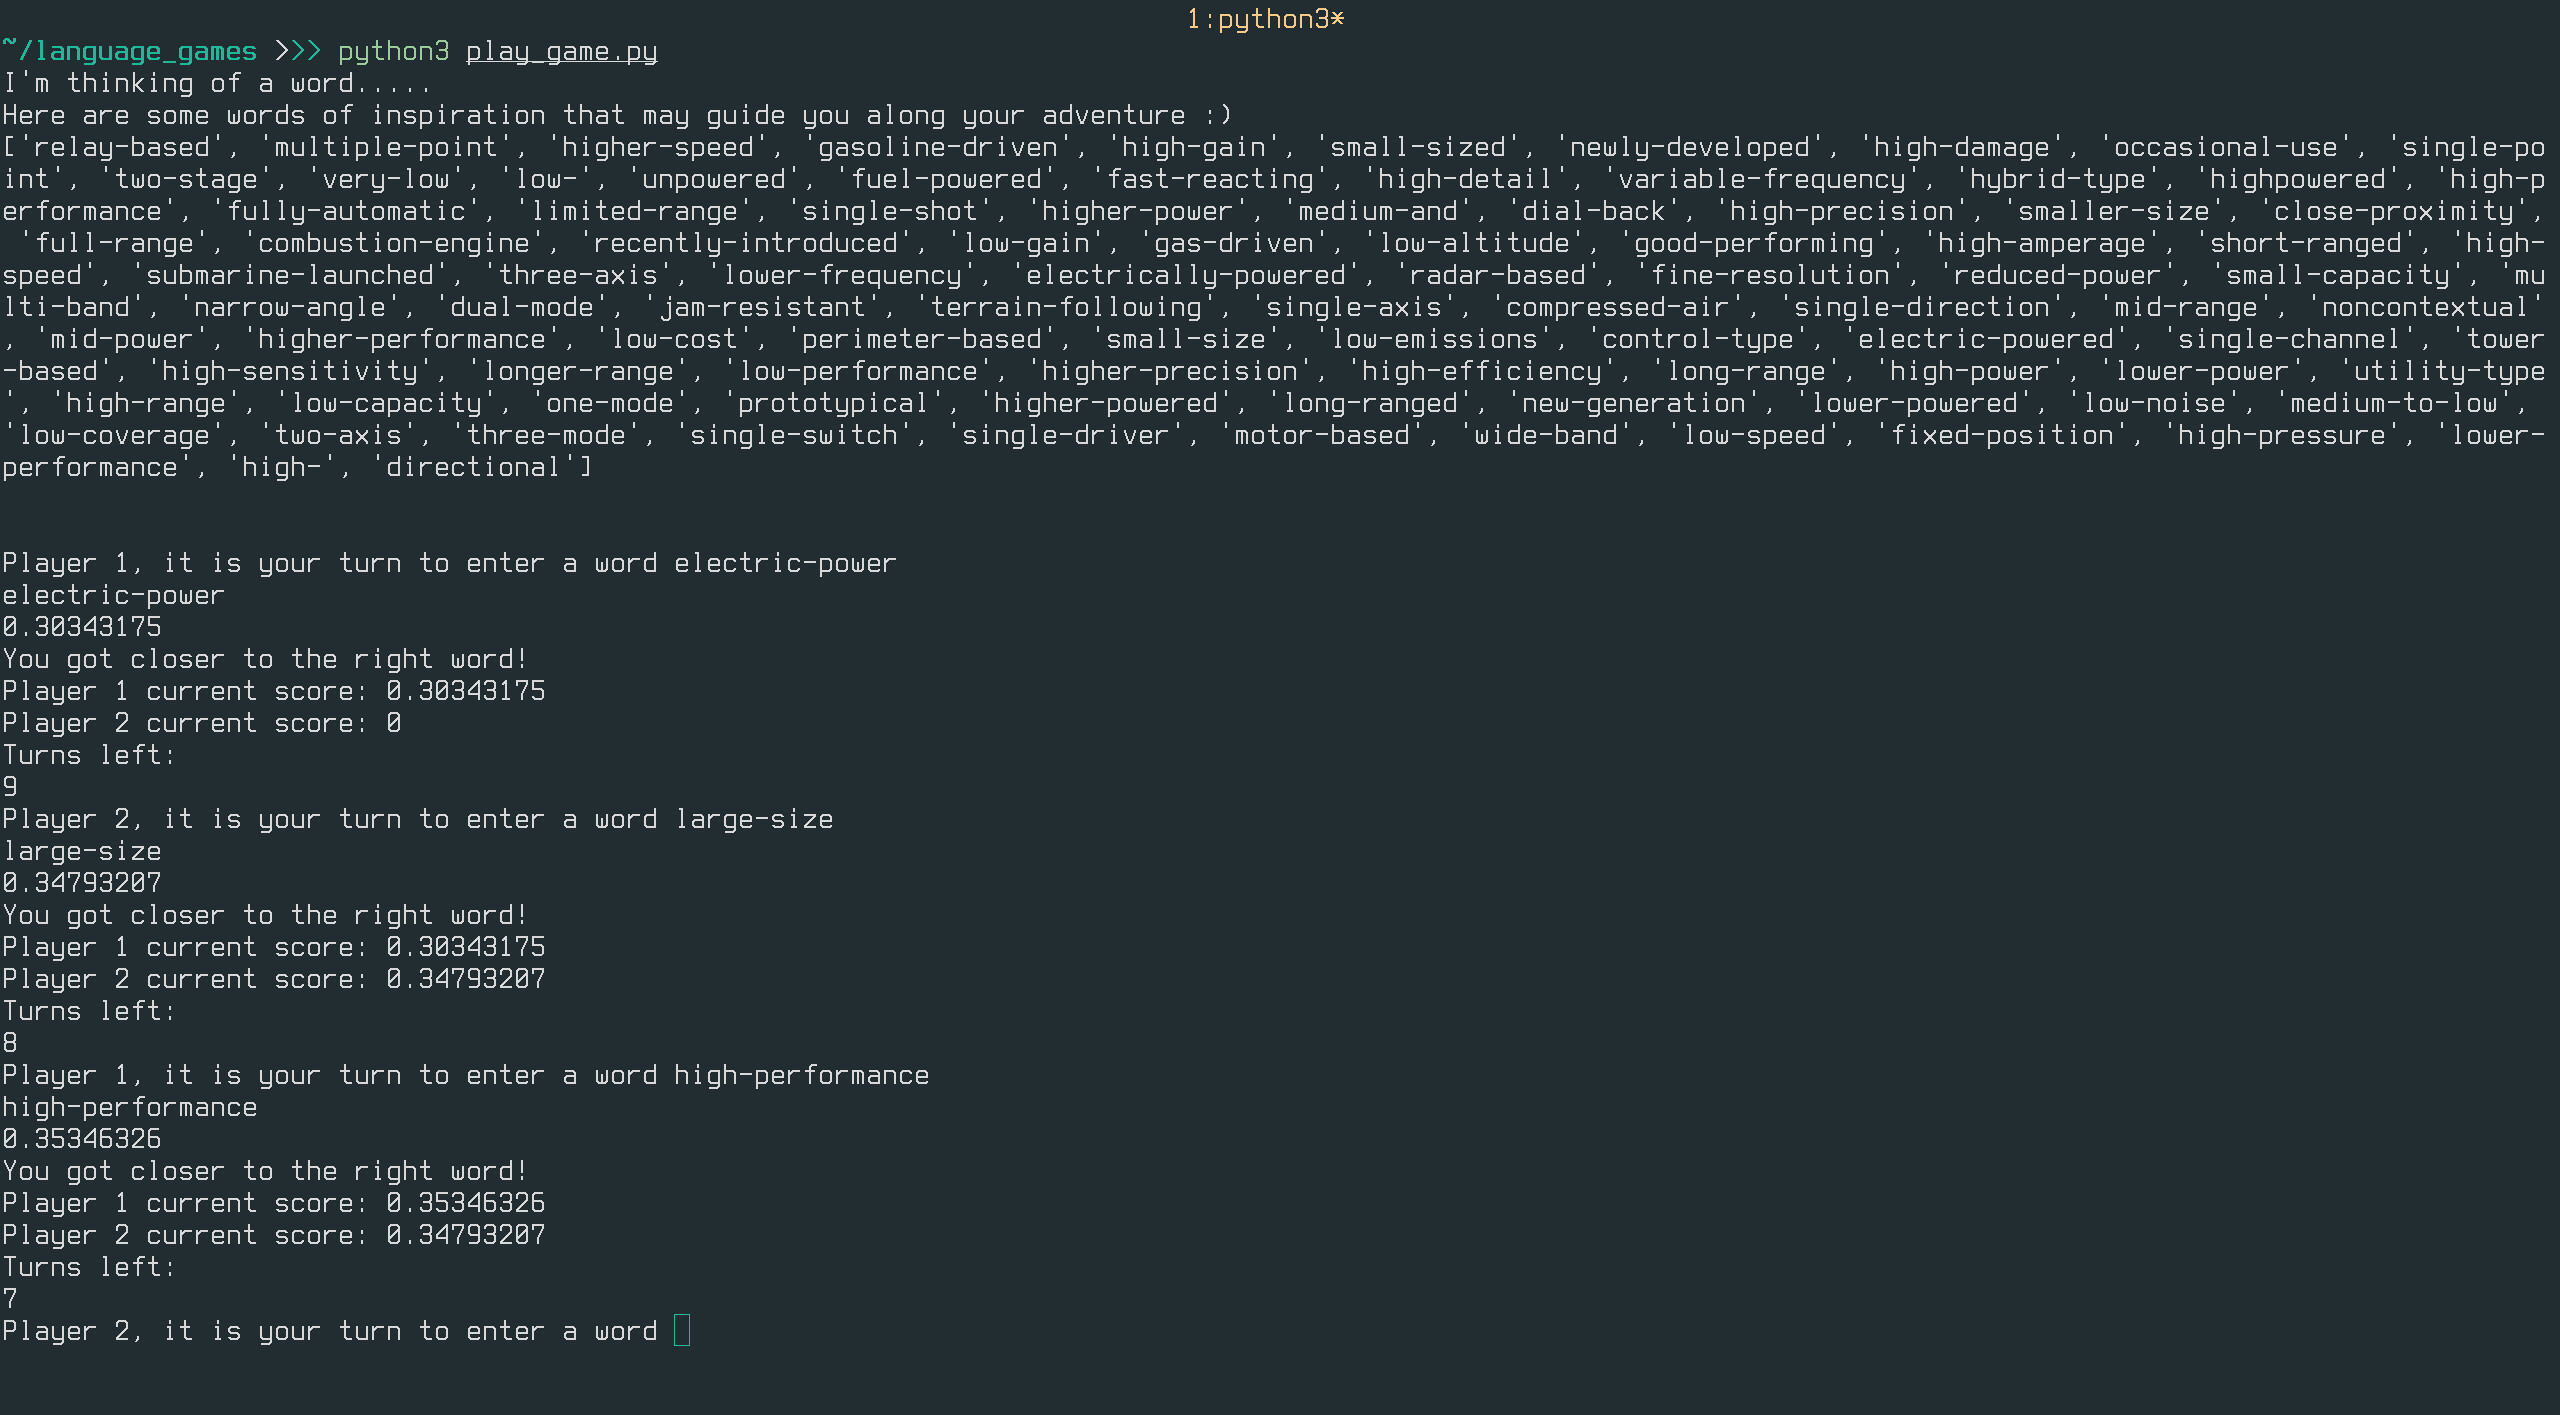 1:python3*
~/language_games >>> python3 play_game.py
I'm thinking of a word.....
Here are some words of inspiration that may guide you along your adventure :)
['relay-based', 'multiple-point', 'higher-speed', 'gasoline-driven', 'high-gain', 'small-sized', 'newly-developed', 'high-damage', 'occasional-use', 'single-po
int', 'two-stage', 'very-low', 'low-', 'unpowered', 'fuel-powered', 'fast-reacting', 'high-detail', 'variable-frequency', 'hybrid-type', 'highpowered', 'high-p
erformance', 'fully-automatic', 'limited-range', 'single-shot', 'higher-power', 'medium-and', 'dial-back', 'high-precision', 'smaller-size', 'close-proximity',
 'full-range', 'combustion-engine', 'recently-introduced', 'low-gain', 'gas-driven', 'low-altitude', 'good-performing', 'high-amperage', 'short-ranged', 'high-
speed', 'submarine-launched', 'three-axis', 'lower-frequency', 'electrically-powered', 'radar-based', 'fine-resolution', 'reduced-power', 'small-capacity', 'mu
lti-band', 'narrow-angle', 'dual-mode', 'jam-resistant', 'terrain-following', 'single-axis', 'compressed-air', 'single-direction', 'mid-range', 'noncontextual'
, 'mid-power', 'higher-performance', 'low-cost', 'perimeter-based', 'small-size', 'low-emissions', 'control-type', 'electric-powered', 'single-channel', 'tower
-based', 'high-sensitivity', 'longer-range', 'low-performance', 'higher-precision', 'high-efficiency', 'long-range', 'high-power', 'lower-power', 'utility-type
', 'high-range', 'low-capacity', 'one-mode', 'prototypical', 'higher-powered', 'long-ranged', 'new-generation', 'lower-powered', 'low-noise', 'medium-to-low',
'low-coverage', 'two-axis', 'three-mode', 'single-switch', 'single-driver', 'motor-based', 'wide-band', 'low-speed', 'fixed-position', 'high-pressure', 'lower-
performance', 'high-', 'directional']
Player 1, it is your turn to enter a word electric-power
electric-power
0.30343175
You got closer to the right word!
Player 1 current score: 0.30343175
Player 2 current score: 0
Turns left:
9
Player 2, it is your turn to enter a word large-size
large-size
0.34793207
You got closer to the right word!
Player 1 current score: 0.30343175
Player 2 current score: 0.34793207
Turns left:
8
Player 1, it is your turn to enter a word high-performance
high-performance
0.35346326
You got closer to the right word!
Player 1 current score: 0.35346326
Player 2 current score: 0.34793207
Turns left:
7
Player 2, it is your turn to enter a word